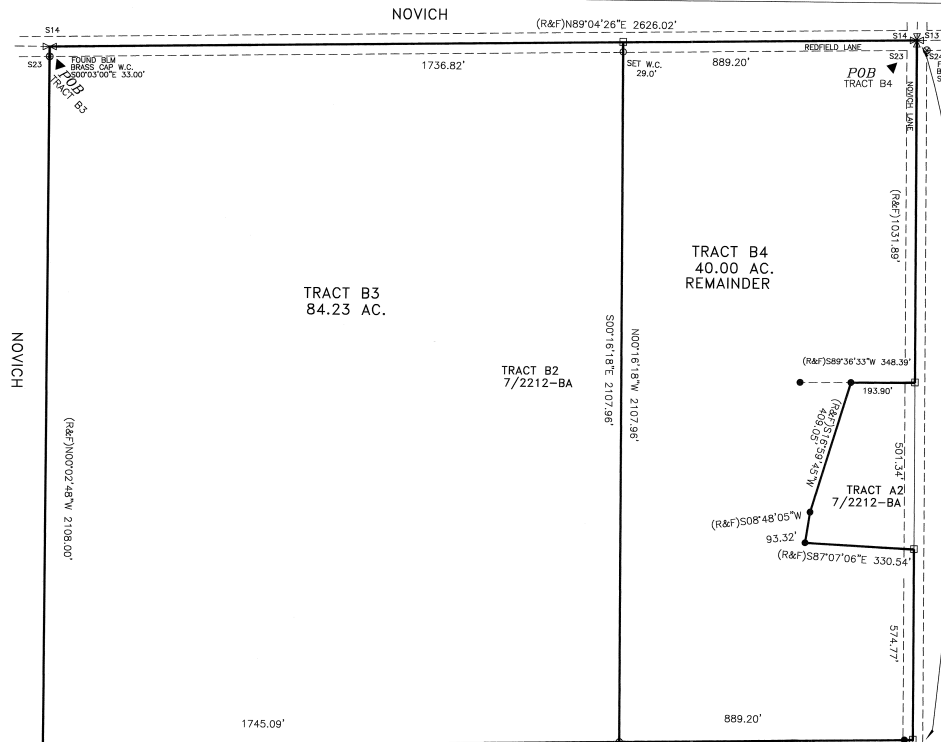 NOVICH
(R&F)N89°04'26"E 2626.02'
S14
S14
S13
REDFIELD LANE
S23
FOUND BLM
BRASS CAP W.C.
S00°03'00"E 33.00'
POB
TRACT B3
1736.82'
SET W.C.
29.0'
889.20'
S23
S24
POB
TRACT B4
NOVICH LANE
(R&F)1031.89'
TRACT B4
40.00 AC.
REMAINDER
TRACT B3
84.23 AC.
NOVICH
S00°16'18"E 2107.96'
N00°16'18"W 2107.96'
TRACT B2
7/2212-BA
(R&F)S89°36'33"W 348.39'
193.90'
(R&F)S16°59'45"W
409.05'
501.34'
(R&F)N00°02'48"W 2108.00'
TRACT A2
7/2212-BA
(R&F)S08°48'05"W
93.32'
(R&F)S87°07'06"E 330.54'
574.77'
1745.09'
889.20'